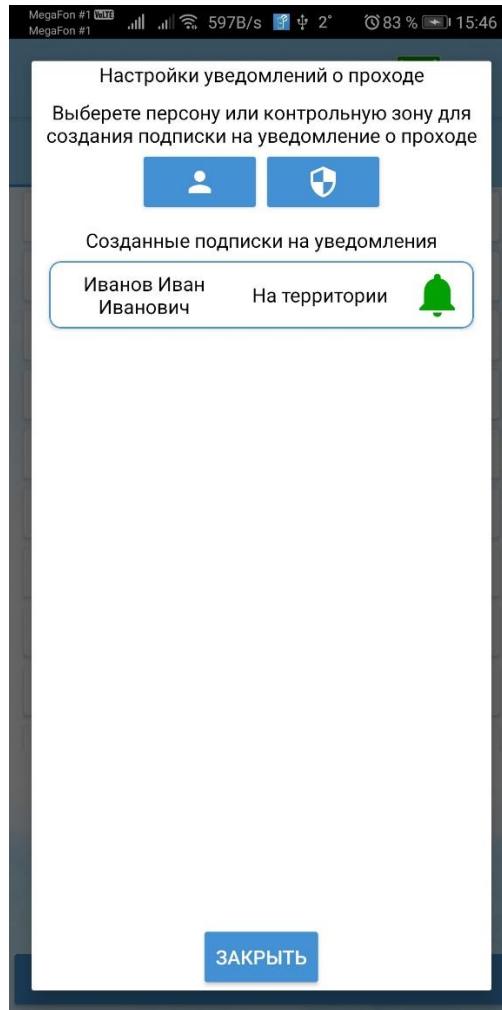 MegaFon #1 VoLTE
MegaFon #1
597B/s 2° 83 % 15:46
Настройки уведомлений о проходе
Выберете персону или контрольную зону для
создания подписки на уведомление о проходе
Созданные подписки на уведомления
Иванов Иван
Иванович
На территории
ЗАКРЫТЬ